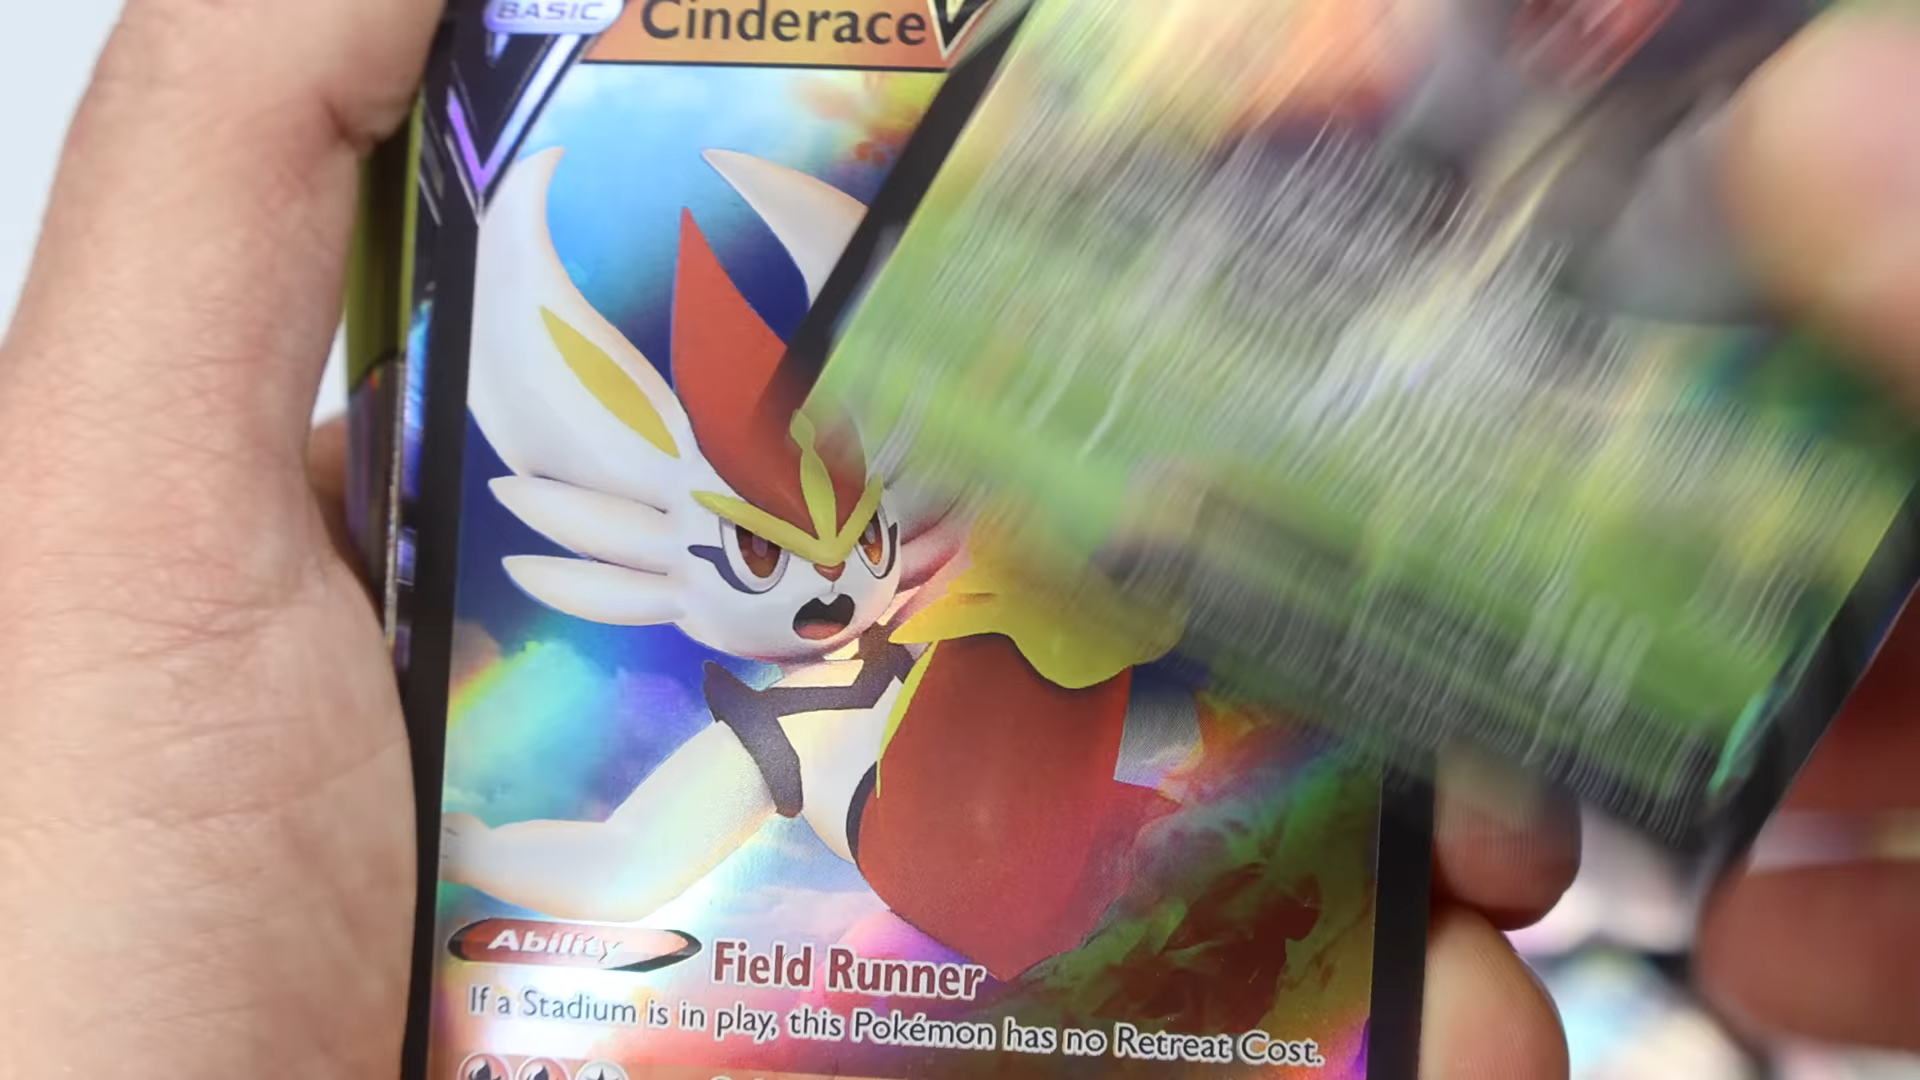 BASIC
Cinderace
Ability
Field Runner
If a Stadium is in play, this Pokémon has no Retreat Cost.